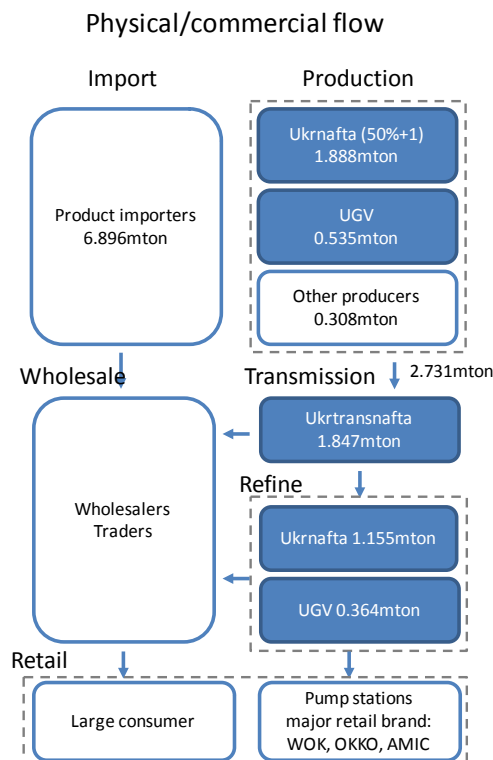 Physical/commercial flow
Import
Production
Product importers
6.896mton
Ukrnafta (50%+1)
1.888mton
UGV
0.535mton
Other producers
0.308mton
Wholesale
Transmission
2.731mton
Wholesalers
Traders
Ukrtransnafta
1.847mton
Refine
Ukrnafta 1.155mton
UGV 0.364mton
Retail
Large consumer
Pump stations
major retail brand:
WOK, OKKO, AMIC